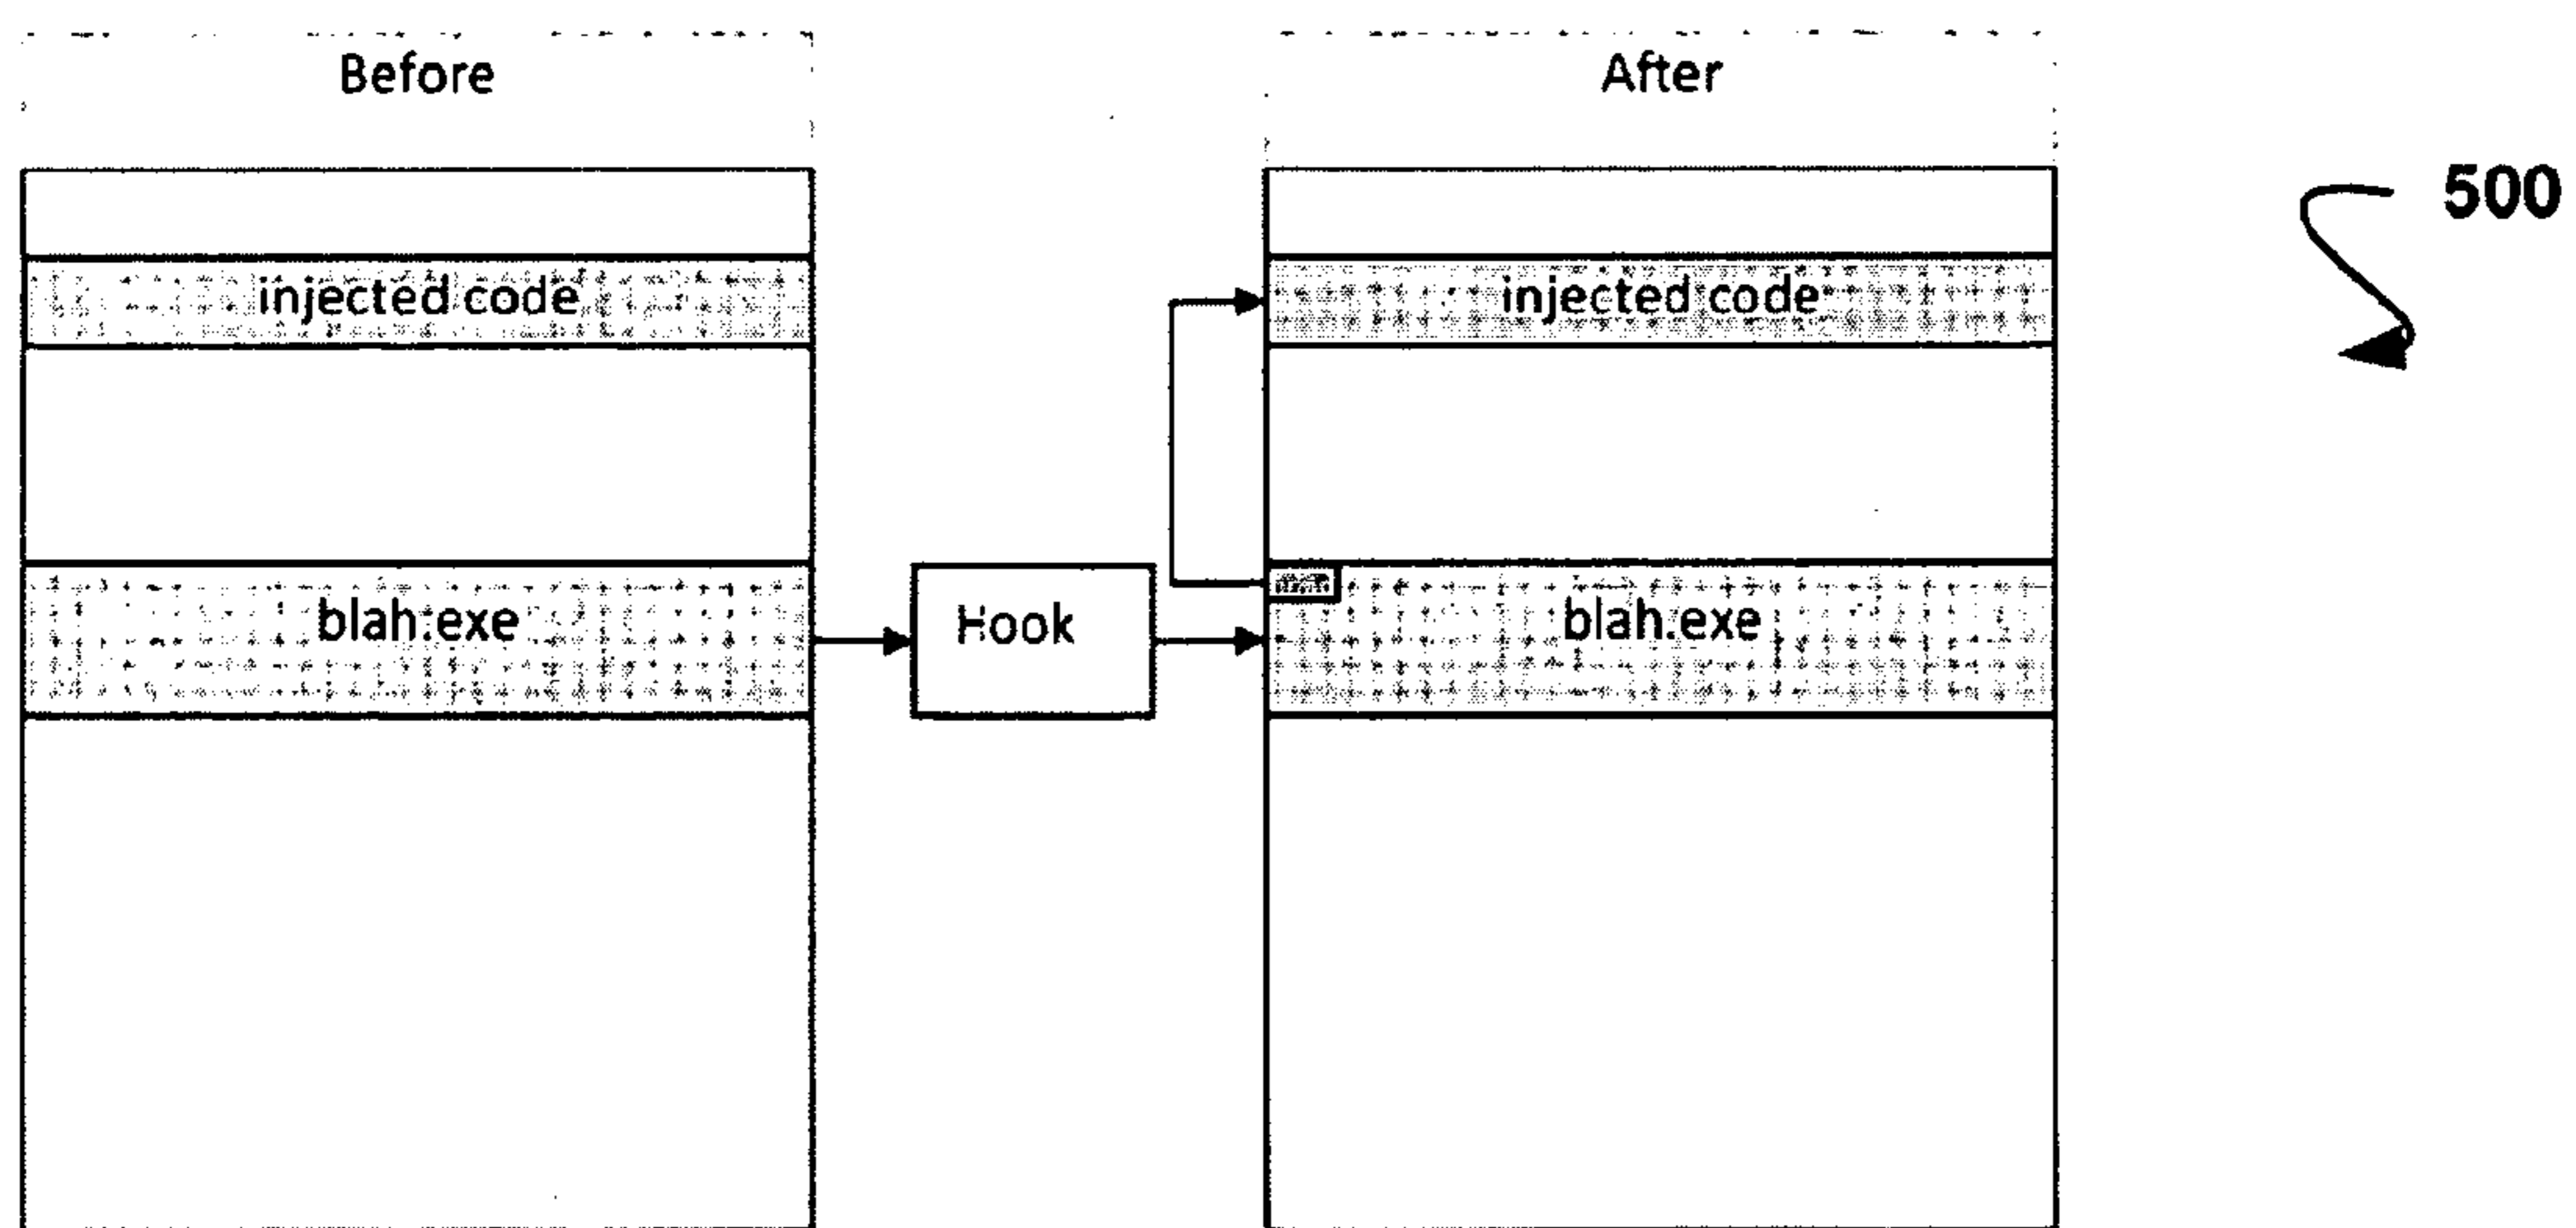 Before
After
500
injected code
injected code
blah.exe
Hook
blah.exe